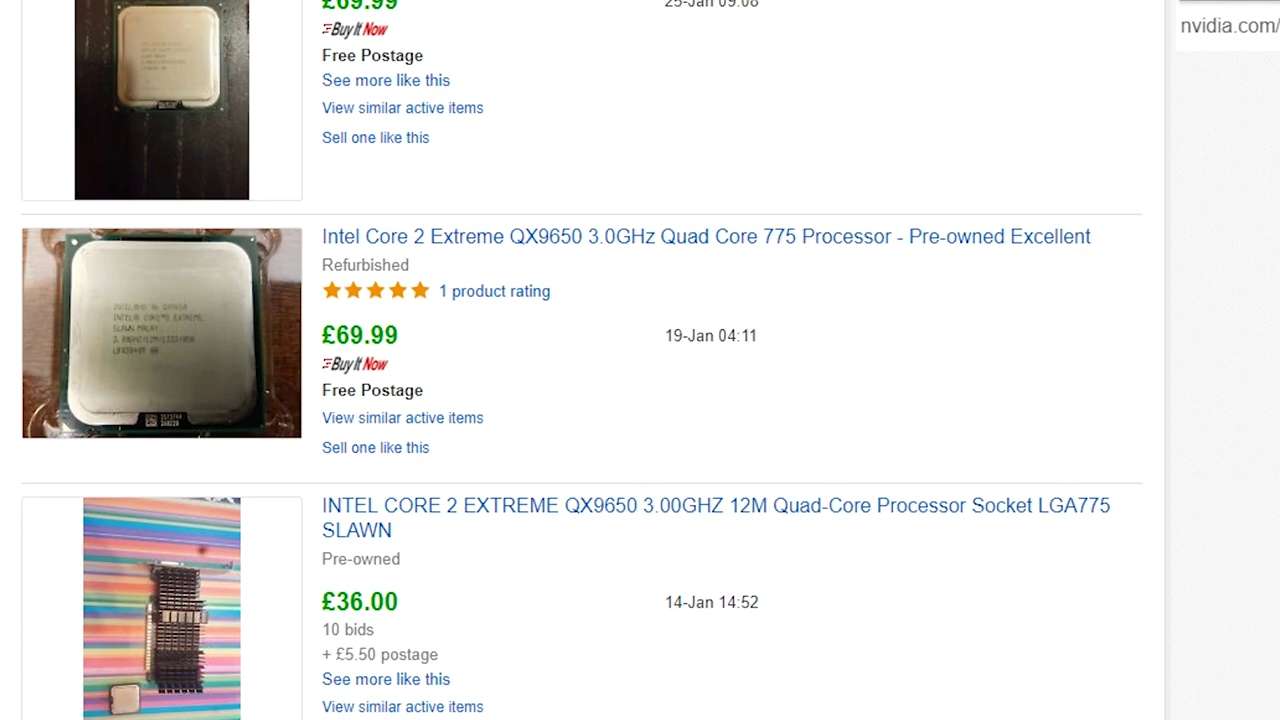 £69.99
25-Jan 09:08
Buy It Now
Free Postage
See more like this
View similar active items
Sell one like this
nvidia.com/
Intel Core 2 Extreme QX9650 3.0GHz Quad Core 775 Processor - Pre-owned Excellent
Refurbished
1 product rating
£69.99
19-Jan 04:11
Buy It Now
Free Postage
View similar active items
Sell one like this
INTEL CORE 2 EXTREME QX9650 3.00GHZ 12M Quad-Core Processor Socket LGA775
SLAWN
Pre-owned
£36.00
14-Jan 14:52
10 bids
+ £5.50 postage
See more like this
View similar active items